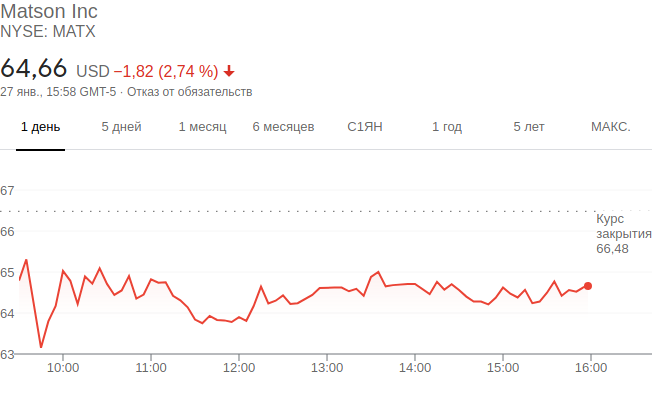 Matson Inc
NYSE: MATX
64,66 USD −1,82 (2,74 %)
27 янв., 15:58 GMT-5 · Отказ от обязательств
1 день 5 дней 1 месяц 6 месяцев С1ЯН 1 год 5 лет МАКС.
67
Курс
закрытия
66,48
66
65
64
63
10:00 11:00 12:00 13:00 14:00 15:00 16:00